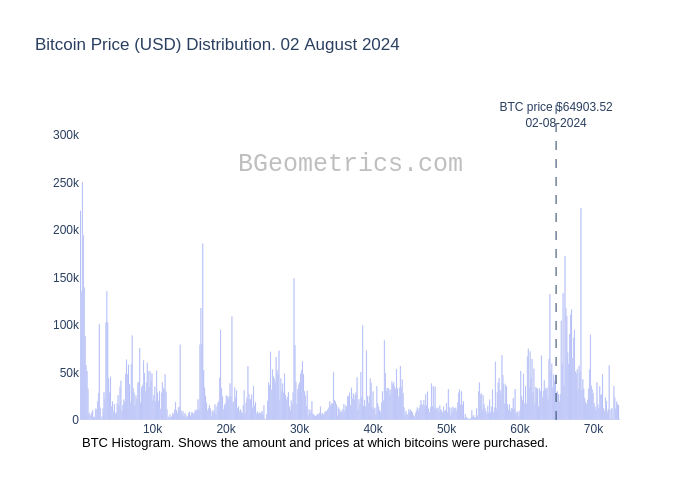 Bitcoin Price (USD) Distribution. 02 August 2024
BTC price $64903.52
02-08-2024
BGeometrics.com
300k
250k
200k
150k
100k
50k
0
10k 20k 30k 40k 50k 60k 70k
BTC Histogram. Shows the amount and prices at which bitcoins were purchased.